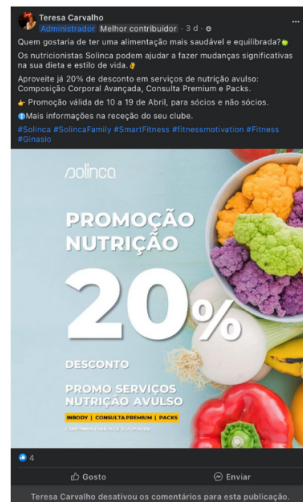 Teresa Carvalho
Administrador Melhor contribuidor · 3 d ·
Quem gostaria de ter uma alimentação mais saudável e equilibrada?
Os nutricionistas Solinca podem ajudar a fazer mudanças significativas
na sua dieta e estilo de vida.
Aproveite já 20% de desconto em serviços de nutrição avulso:
Composição Corporal Avançada, Consulta Premium e Packs.
Promoção válida de 10 a 19 de Abril, para sócios e não sócios.
Mais informações na receção do seu clube.
#Solinca #SolincaFamily #SmartFitness #fitnessmotivation #Fitness
#Ginasio
solinca
PROMOÇÃO
NUTRIÇÃO
20%
DESCONTO
PROMO SERVIÇOS
NUTRIÇÃO AVULSO
INBODY | CONSULTA PREMIUM | PACKS
4
Gosto
Enviar
Teresa Carvalho desativou os comentários para esta publicação.